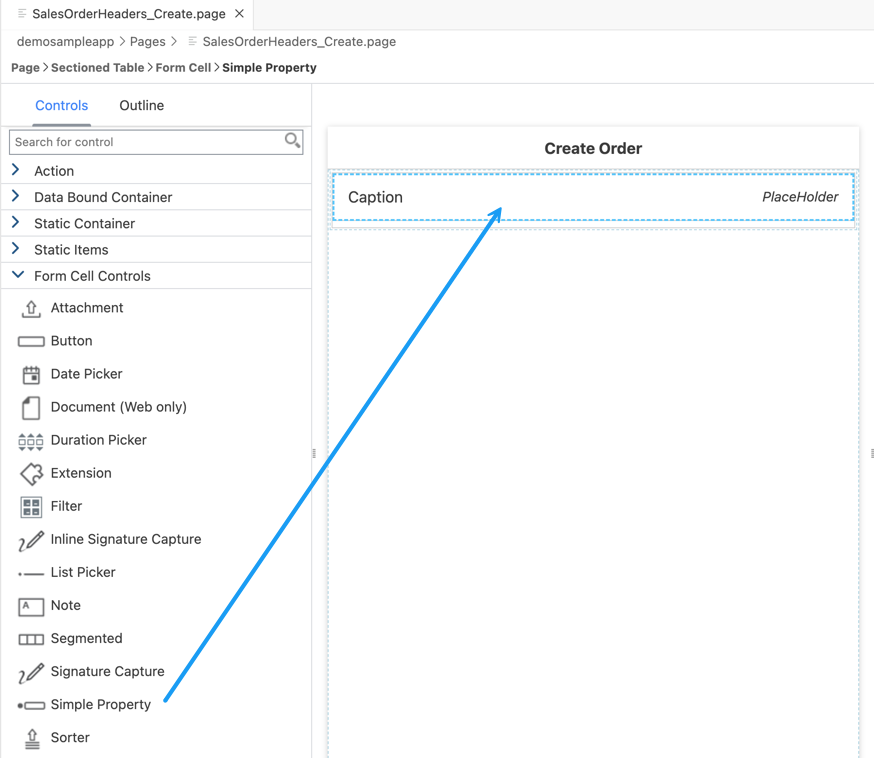 SalesOrderHeaders_Create.page
demosampleapp > Pages > SalesOrderHeaders_Create.page
Page > Sectioned Table > Form Cell > Simple Property
Controls Outline
Search for control
Action
Data Bound Container
Static Container
Static Items
Form Cell Controls
Attachment
Button
Date Picker
Document (Web only)
Duration Picker
Extension
Filter
Inline Signature Capture
List Picker
Note
Segmented
Signature Capture
Simple Property
Sorter
Create Order
Caption PlaceHolder